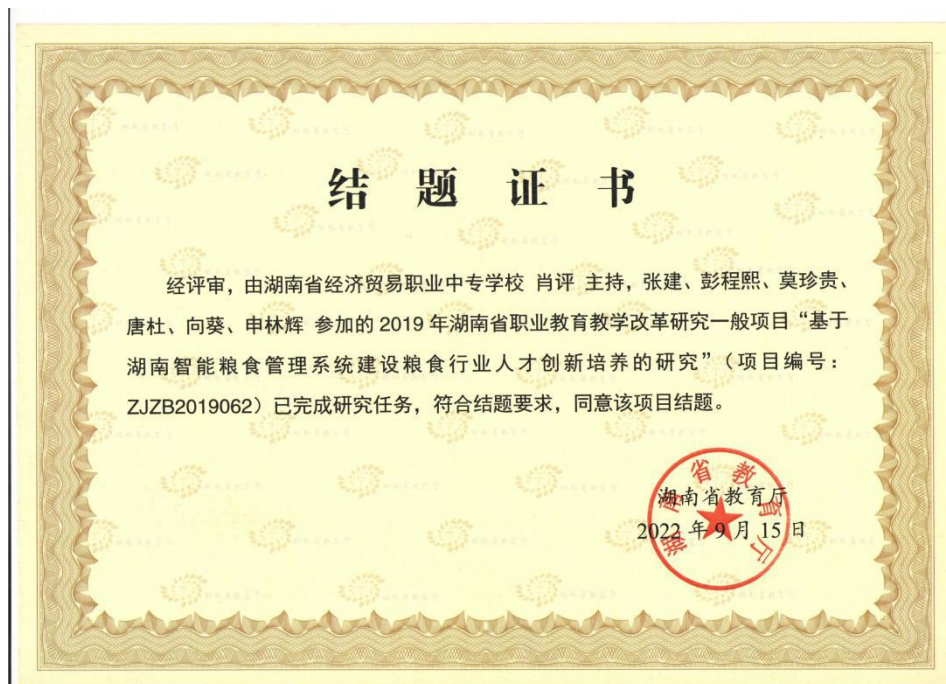 结题证书
经评审，由湖南省经济贸易职业中专学校 肖评 主持，张建、彭程熙、莫珍贵、
唐杜、向葵、申林辉 参加的 2019 年湖南省职业教育教学改革研究一般项目“基于
湖南智能粮食管理系统建设粮食行业人才创新培养的研究”（项目编号：
ZJZB2019062）已完成研究任务，符合结题要求，同意该项目结题。
湖南省教育厅
湖南省教育厅
2022 年 9 月 15 日